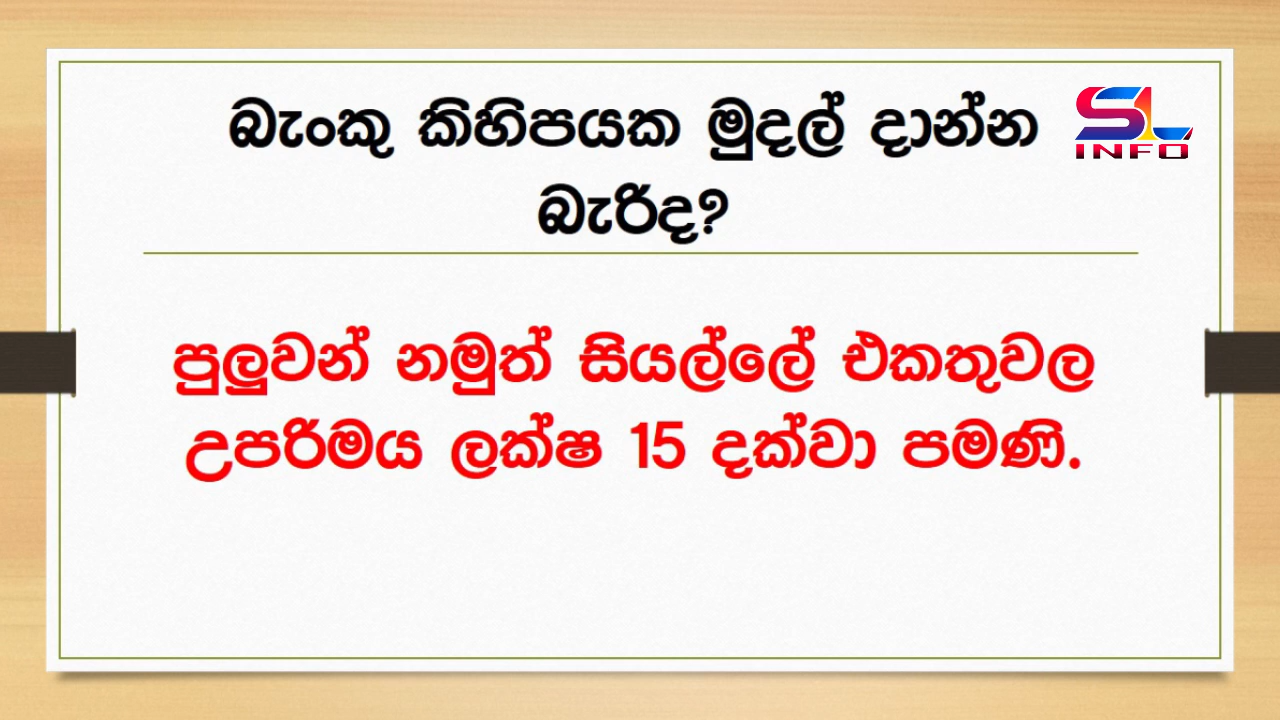 බැංකු කිහිපයක මුදල් දාන්න
බැරිද?
SL
INFO
පුලුවන් නමුත් සියල්ලේ එකතුවල
උපරිමය ලක්ෂ 15 දක්වා පමණි.